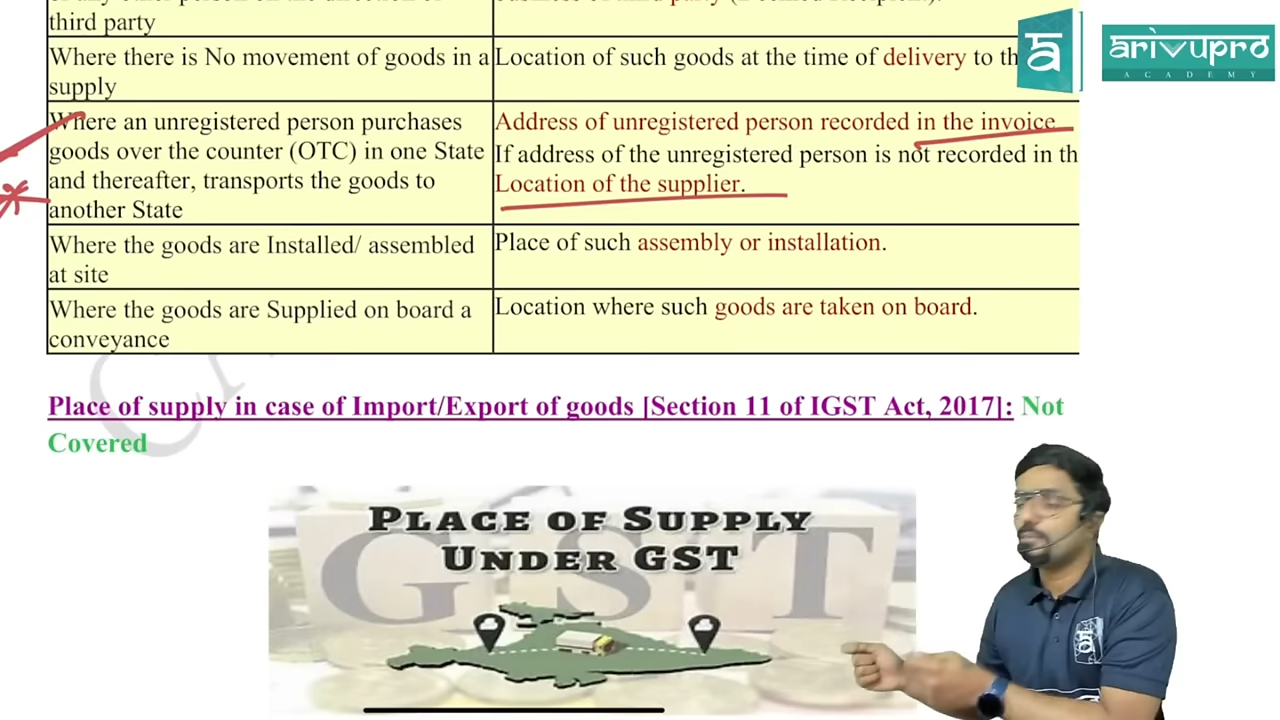 third party
Where there is No movement of goods in a
supply
Location of such goods at the time of delivery to th
Where an unregistered person purchases
goods over the counter (OTC) in one State
and thereafter, transports the goods to
another State
Address of unregistered person recorded in the invoice
If address of the unregistered person is not recorded in th
Location of the supplier.
Where the goods are Installed/ assembled
at site
Place of such assembly or installation.
Where the goods are Supplied on board a
conveyance
Location where such goods are taken on board.
Place of supply in case of Import/Export of goods [Section 11 of IGST Act, 2017]: Not
Covered
PLACE OF SUPPLY
UNDER GST
GST
arivupro
ACADEMY